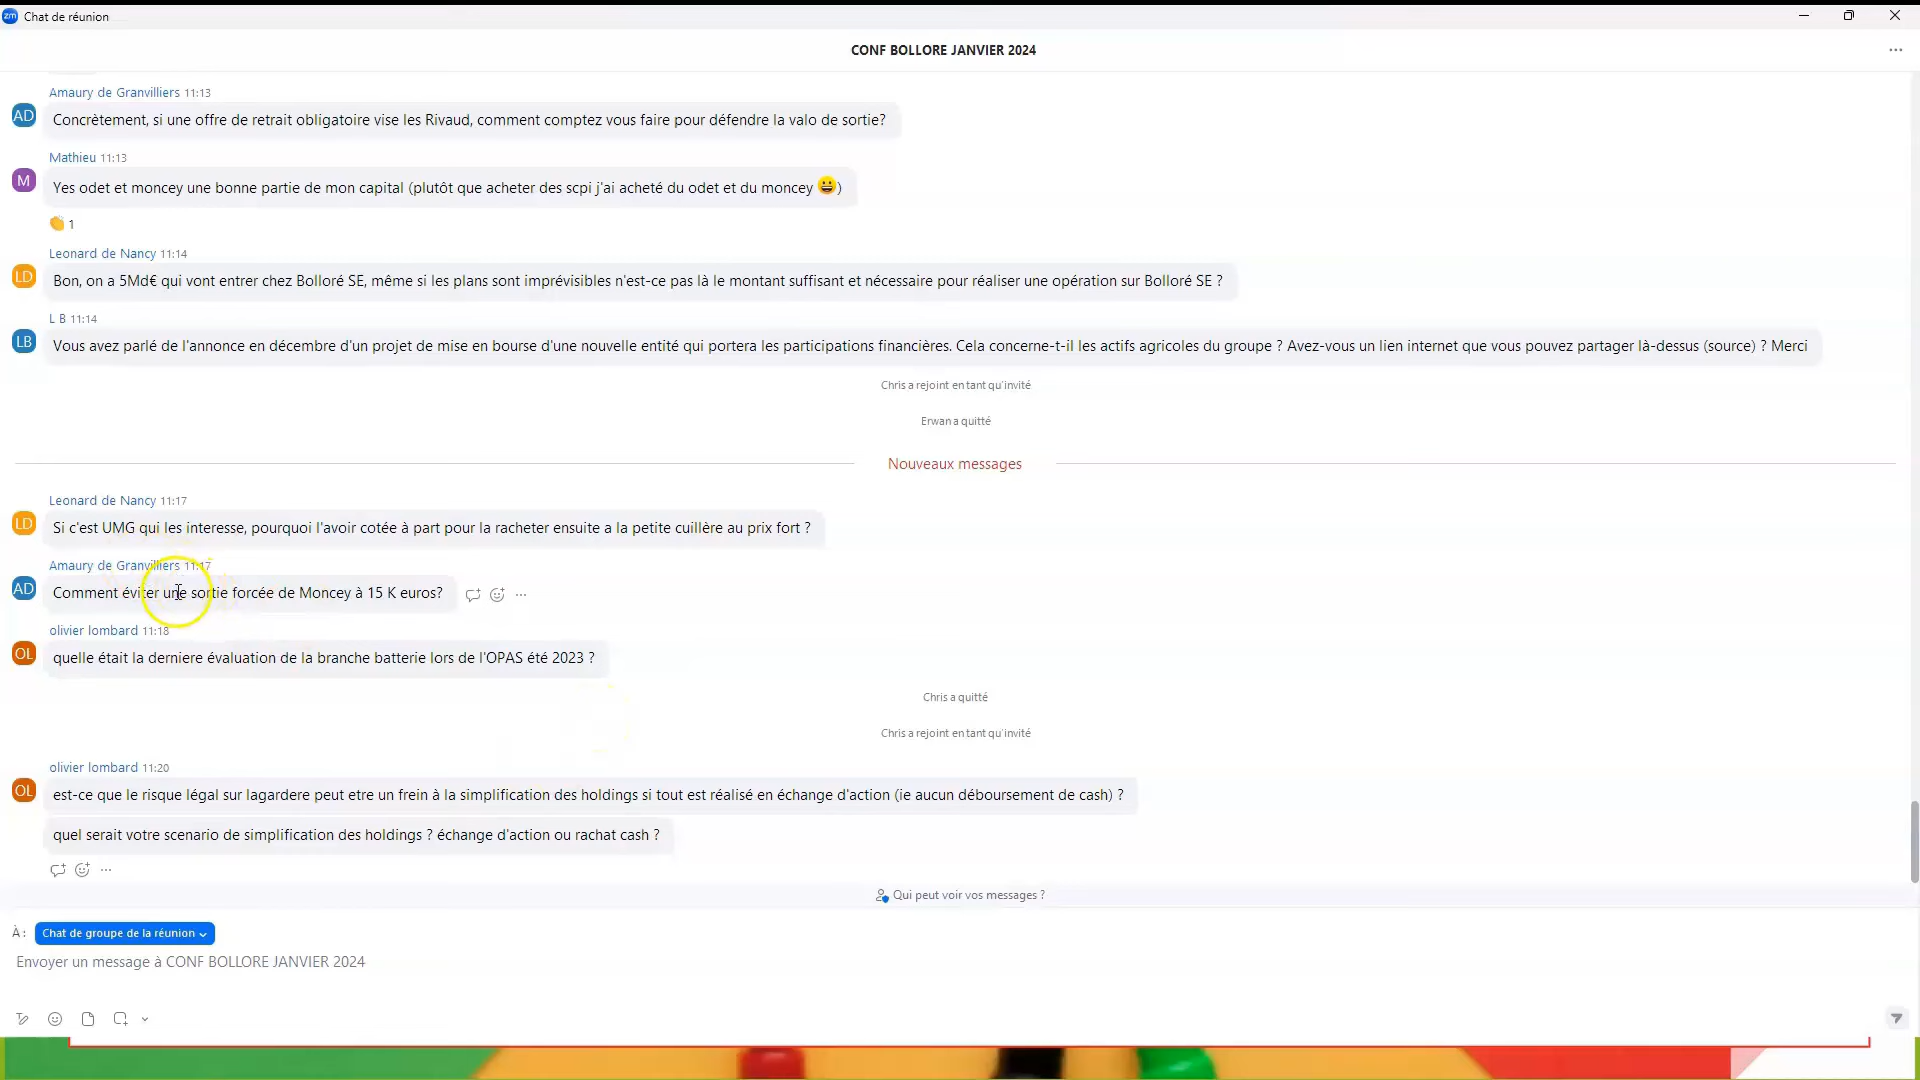 zm Chat de réunion
CONF BOLLORE JANVIER 2024
Amaury de Granvilliers 11:13
AD
Concrètement, si une offre de retrait obligatoire vise les Rivaud, comment comptez vous faire pour défendre la valo de sortie?
Mathieu 11:13
M
Yes odet et moncey une bonne partie de mon capital (plutôt que acheter des scpi j'ai acheté du odet et du moncey 😀)
👏 1
Leonard de Nancy 11:14
LD
Bon, on a 5Md€ qui vont entrer chez Bolloré SE, même si les plans sont imprévisibles n'est-ce pas là le montant suffisant et nécessaire pour réaliser une opération sur Bolloré SE ?
L B 11:14
LB
Vous avez parlé de l'annonce en décembre d'un projet de mise en bourse d'une nouvelle entité qui portera les participations financières. Cela concerne-t-il les actifs agricoles du groupe ? Avez-vous un lien internet que vous pouvez partager là-dessus (source) ? Merci
Chris a rejoint en tant qu'invité
Erwan a quitté
Nouveaux messages
Leonard de Nancy 11:17
LD
Si c'est UMG qui les interesse, pourquoi l'avoir cotée à part pour la racheter ensuite a la petite cuillère au prix fort ?
Amaury de Granvilliers 11:17
AD
Comment éviter une sortie forcée de Moncey à 15 K euros?
olivier lombard 11:18
OL
quelle était la derniere évaluation de la branche batterie lors de l'OPAS été 2023 ?
Chris a quitté
Chris a rejoint en tant qu'invité
olivier lombard 11:20
OL
est-ce que le risque légal sur lagardere peut etre un frein à la simplification des holdings si tout est réalisé en échange d'action (ie aucun déboursement de cash) ?
quel serait votre scenario de simplification des holdings ? échange d'action ou rachat cash ?
Qui peut voir vos messages ?
À : Chat de groupe de la réunion
Envoyer un message à CONF BOLLORE JANVIER 2024